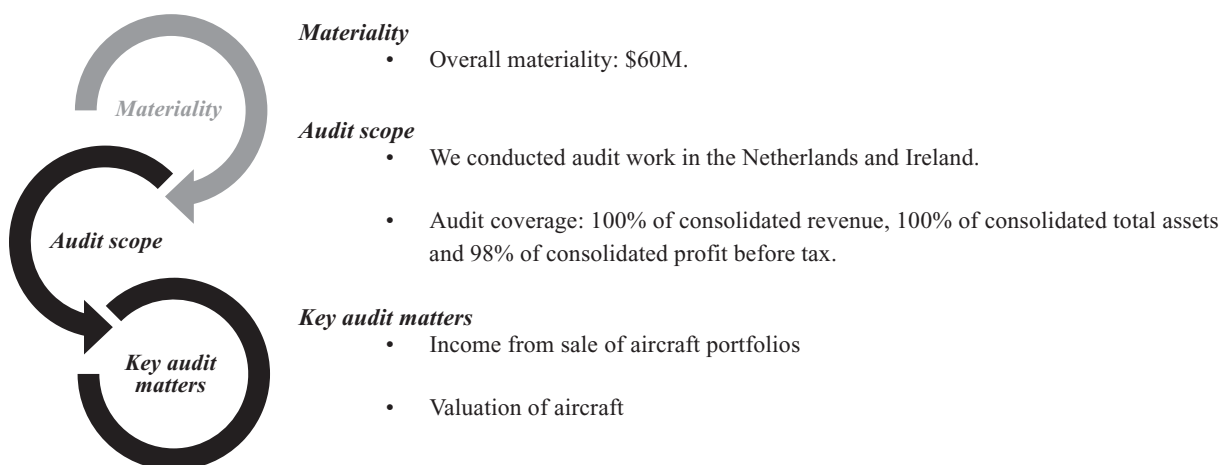 Materiality
• Overall materiality: $60M.
Materiality
Audit scope
• We conducted audit work in the Netherlands and Ireland.
• Audit coverage: 100% of consolidated revenue, 100% of consolidated total assets
and 98% of consolidated profit before tax.
Audit scope
Key audit matters
• Income from sale of aircraft portfolios
• Valuation of aircraft
Key audit
matters